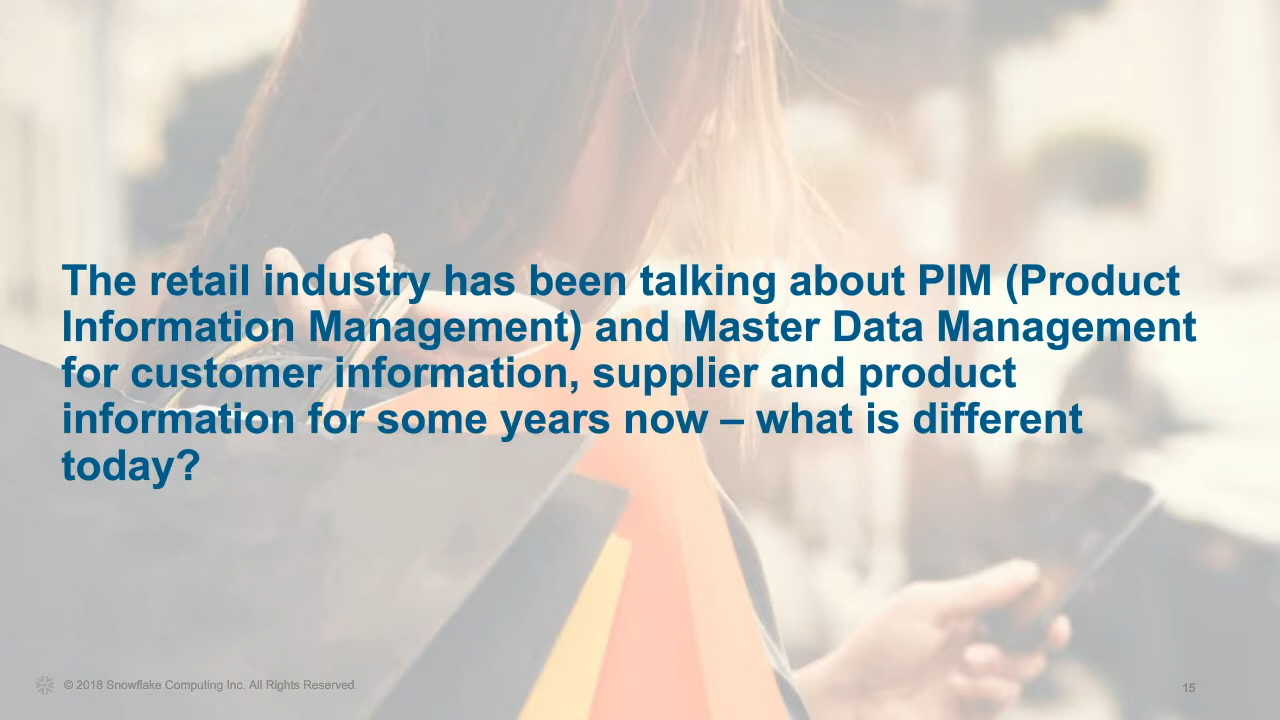 The retail industry has been talking about PIM (Product
Information Management) and Master Data Management
for customer information, supplier and product
information for some years now – what is different
today?
© 2018 Snowflake Computing Inc. All Rights Reserved.
15